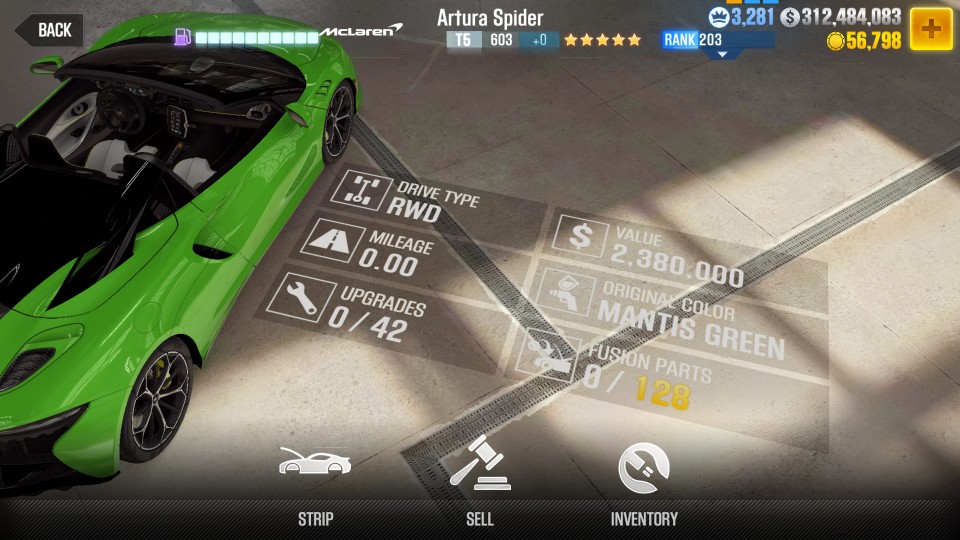 BACK
McLaren
Artura Spider
T5 603 +0
RANK 203
3,281
$ 312,484,083
56,798
+
DRIVE TYPE
RWD
MILEAGE
0.00
UPGRADES
0 / 42
$
VALUE
2.380.000
ORIGINAL COLOR
MANTIS GREEN
FUSION PARTS
0 / 128
STRIP
SELL
INVENTORY